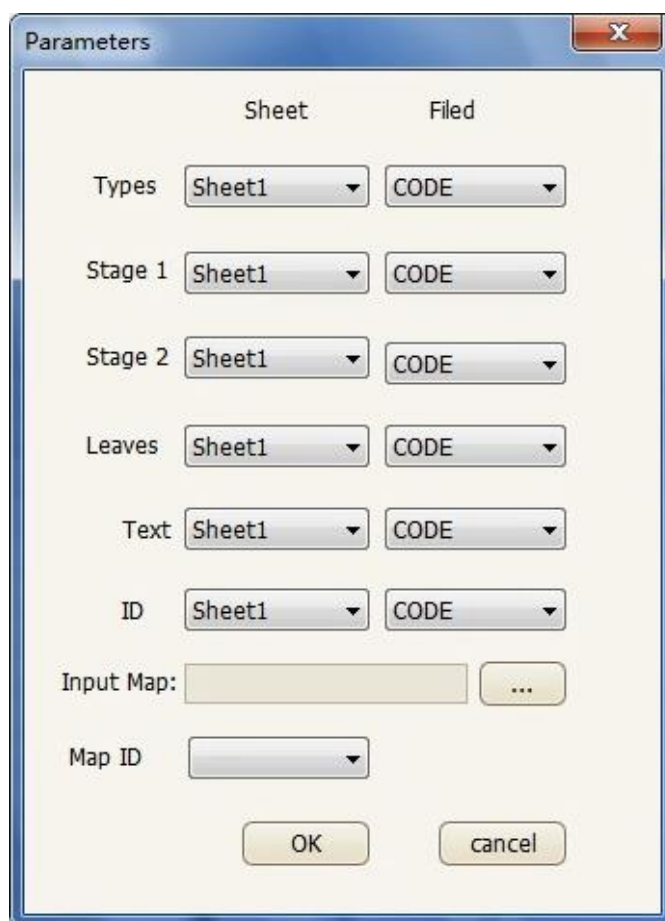 Parameters
Sheet Filed
Types Sheet1 CODE
Stage 1 Sheet1 CODE
Stage 2 Sheet1 CODE
Leaves Sheet1 CODE
Text Sheet1 CODE
ID Sheet1 CODE
Input Map: ...
Map ID
OK cancel